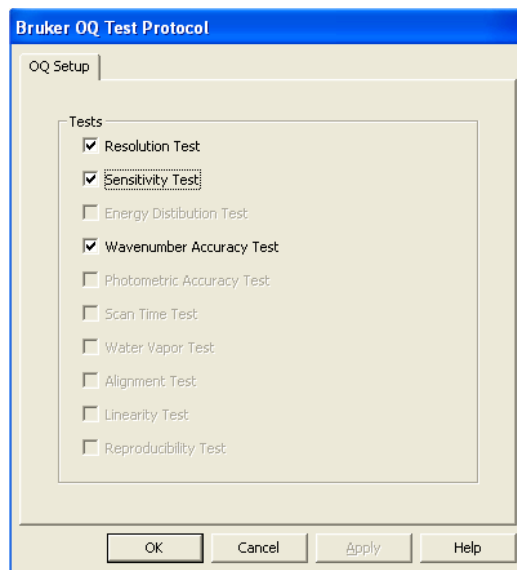 Bruker OQ Test Protocol
OQ Setup
Tests
Resolution Test
Sensitivity Test
Energy Distibution Test
Wavenumber Accuracy Test
Photometric Accuracy Test
Scan Time Test
Water Vapor Test
Alignment Test
Linearity Test
Reproducibility Test
OK Cancel Apply Help